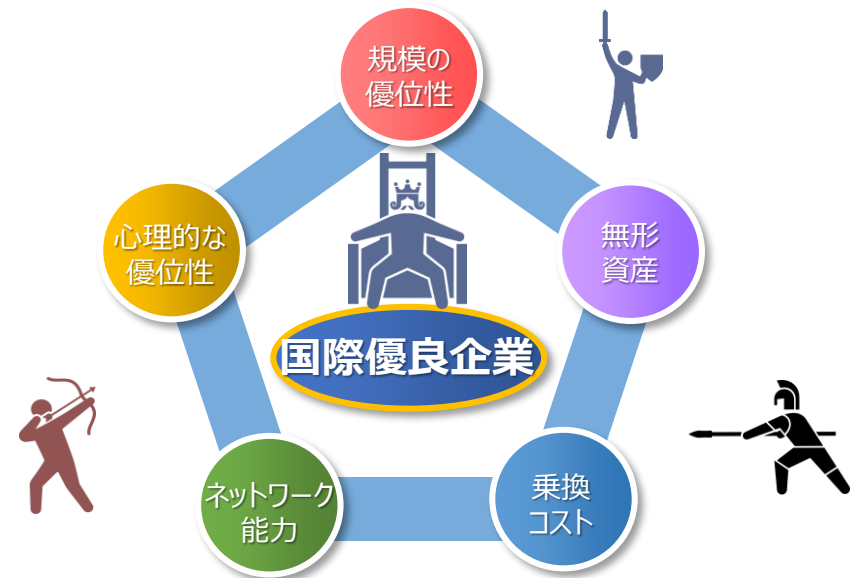 規模の
優位性
心理的な
優位性
無形
資産
国際優良企業
ネットワーク
能力
乗換
コスト